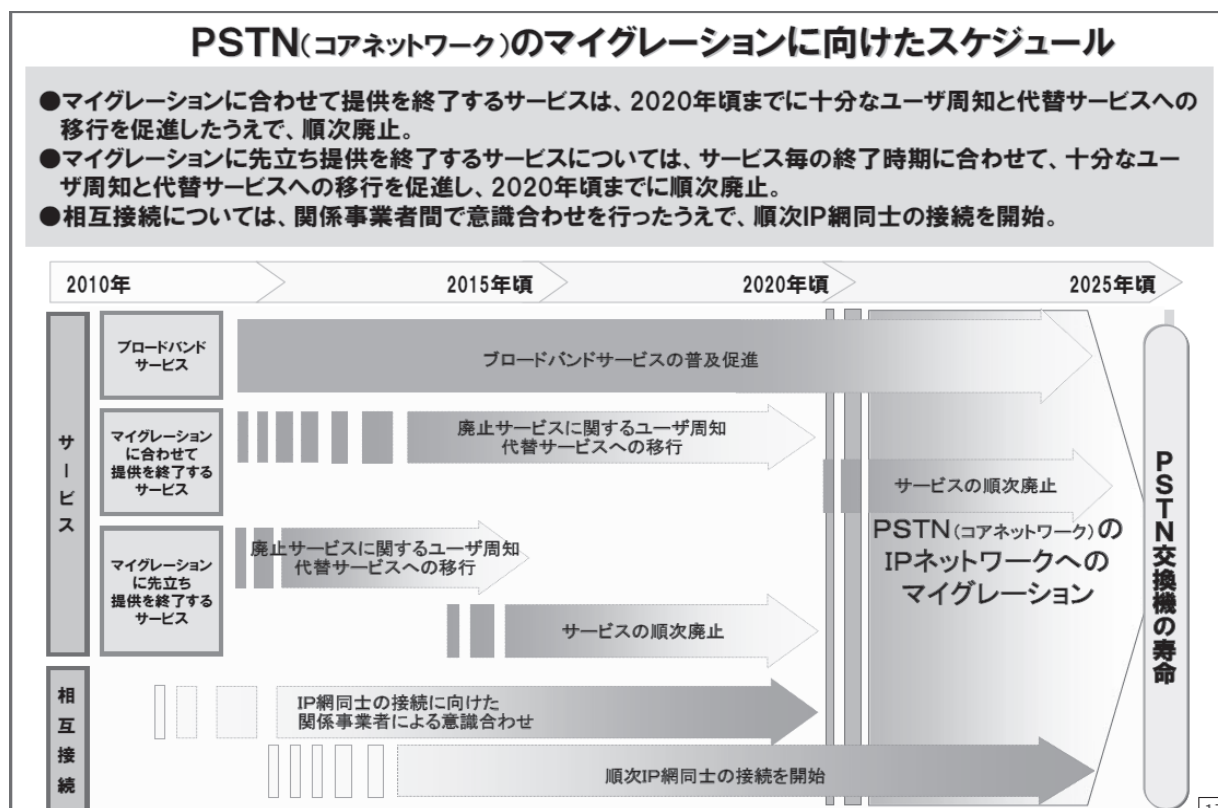 PSTN(コアネットワーク)のマイグレーションに向けたスケジュール
●マイグレーションに合わせて提供を終了するサービスは、2020年頃までに十分なユーザ周知と代替サービスへの
移行を促進したうえで、順次廃止。
●マイグレーションに先立ち提供を終了するサービスについては、サービス毎の終了時期に合わせて、十分なユー
ザ周知と代替サービスへの移行を促進し、2020年頃までに順次廃止。
●相互接続については、関係事業者間で意識合わせを行ったうえで、順次IP網同士の接続を開始。
2010年
2015年頃
2020年頃
2025年頃
サービス
ブロードバンド
サービス
ブロードバンドサービスの普及促進
マイグレーション
に合わせて
提供を終了する
サービス
廃止サービスに関するユーザ周知
代替サービスへの移行
サービスの順次廃止
マイグレーション
に先立ち
提供を終了する
サービス
廃止サービスに関するユーザ周知
代替サービスへの移行
サービスの順次廃止
PSTN(コアネットワーク)の
IPネットワークへの
マイグレーション
PSTN交換機の寿命
相互接続
IP網同士の接続に向けた
関係事業者による意識合わせ
順次IP網同士の接続を開始